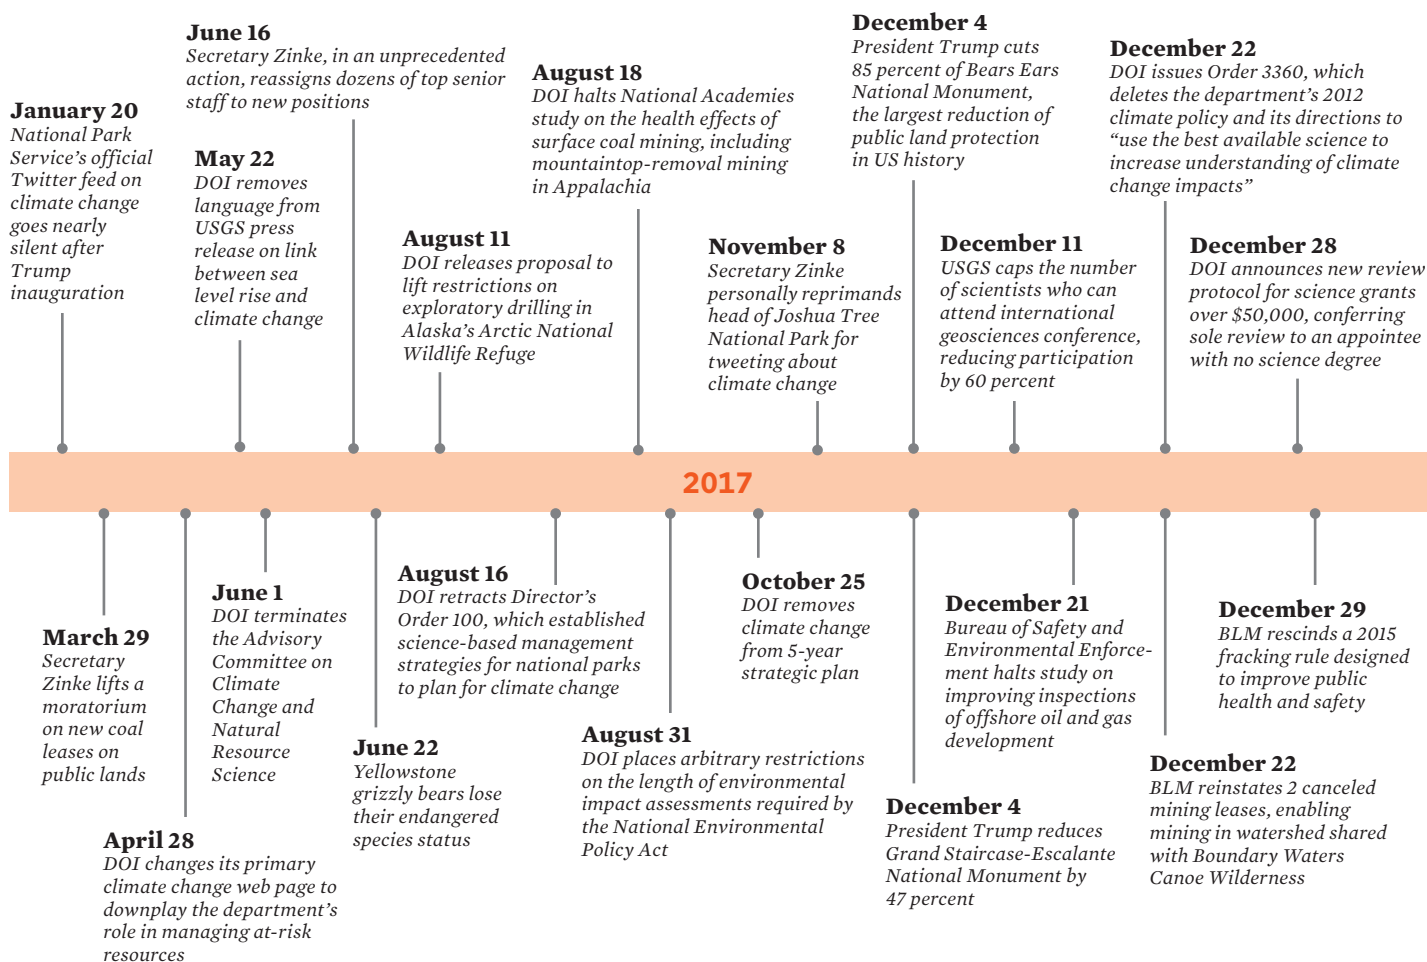 January 20
National Park
Service’s official
Twitter feed on
climate change
goes nearly
silent after
Trump
inauguration
June 16
Secretary Zinke, in an unprecedented
action, reassigns dozens of top senior
staff to new positions
May 22
DOI removes
language from
USGS press
release on link
between sea
level rise and
climate change
August 11
DOI releases proposal to
lift restrictions on
exploratory drilling in
Alaska’s Arctic National
Wildlife Refuge
August 18
DOI halts National Academies
study on the health effects of
surface coal mining, including
mountaintop-removal mining
in Appalachia
November 8
Secretary Zinke
personally reprimands
head of Joshua Tree
National Park for
tweeting about
climate change
December 4
President Trump cuts
85 percent of Bears Ears
National Monument,
the largest reduction of
public land protection
in US history
December 11
USGS caps the number
of scientists who can
attend international
geosciences conference,
reducing participation
by 60 percent
December 22
DOI issues Order 3360, which
deletes the department’s 2012
climate policy and its directions to
“use the best available science to
increase understanding of climate
change impacts”
December 28
DOI announces new review
protocol for science grants
over $50,000, conferring
sole review to an appointee
with no science degree
2017
March 29
Secretary
Zinke lifts a
moratorium
on new coal
leases on
public lands
April 28
DOI changes its primary
climate change web page to
downplay the department’s
role in managing at-risk
resources
June 1
DOI terminates
the Advisory
Committee on
Climate
Change and
Natural
Resource
Science
June 22
Yellowstone
grizzly bears lose
their endangered
species status
August 16
DOI retracts Director’s
Order 100, which established
science-based management
strategies for national parks
to plan for climate change
August 31
DOI places arbitrary restrictions
on the length of environmental
impact assessments required by
the National Environmental
Policy Act
October 25
DOI removes
climate change
from 5-year
strategic plan
December 4
President Trump reduces
Grand Staircase-Escalante
National Monument by
47 percent
December 21
Bureau of Safety and
Environmental Enforce-
ment halts study on
improving inspections
of offshore oil and gas
development
December 22
BLM reinstates 2 canceled
mining leases, enabling
mining in watershed shared
with Boundary Waters
Canoe Wilderness
December 29
BLM rescinds a 2015
fracking rule designed
to improve public
health and safety